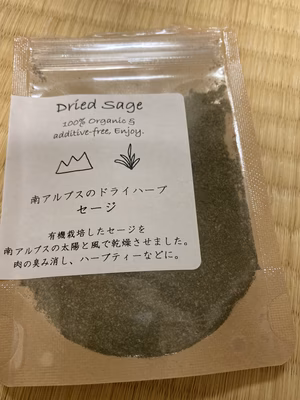 Dried Sage
100% Organic &
additive-free, Enjoy.
南アルプスのドライハーブ
セージ
有機栽培したセージを
南アルプスの太陽と風で乾燥させました。
肉の臭み消し、ハーブティーなどに。